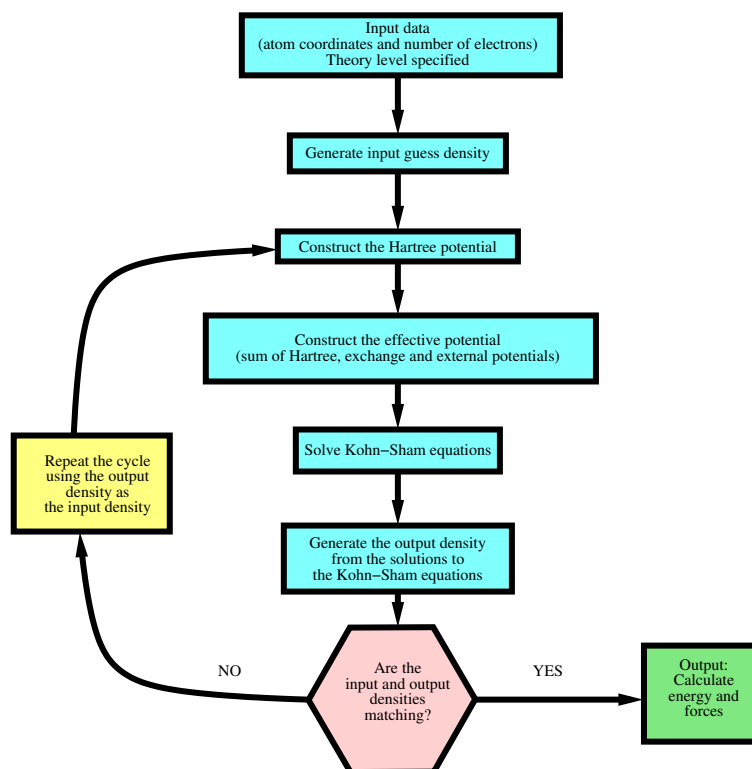 Input data
(atom coordinates and number of electrons)
Theory level specified
Generate input guess density
Construct the Hartree potential
Construct the effective potential
(sum of Hartree, exchange and external potentials)
Solve Kohn−Sham equations
Repeat the cycle
using the output
density as
the input density
Generate the output density
from the solutions to
the Kohn−Sham equations
NO
Are the
input and output
densities
matching?
YES
Output:
Calculate
energy and
forces